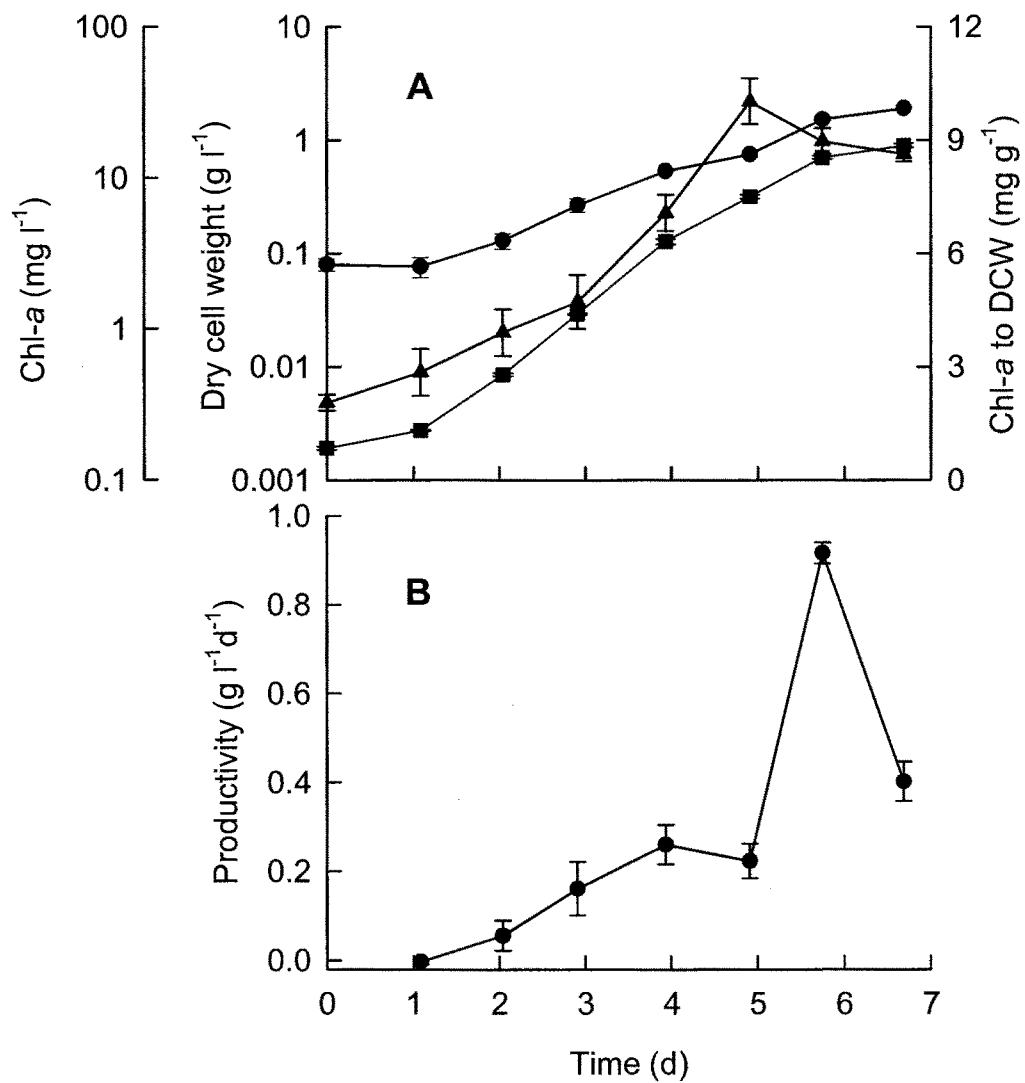 100
10
1
0.1
Chl-a (mg l⁻¹)
10
1
0.1
0.01
0.001
Dry cell weight (g l⁻¹)
A
12
9
6
3
0
Chl-a to DCW (mg g⁻¹)
1.0
0.8
0.6
0.4
0.2
0.0
Productivity (g l⁻¹d⁻¹)
B
0 1 2 3 4 5 6 7
Time (d)